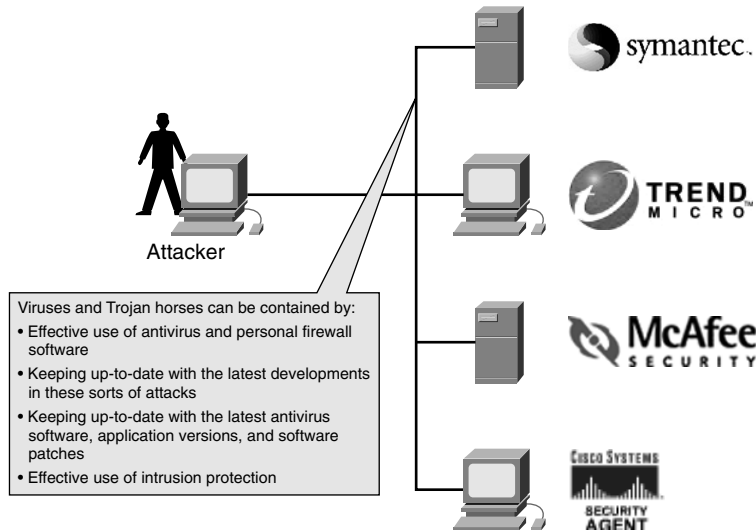 symantec™
TREND™
MICRO
Attacker
Viruses and Trojan horses can be contained by:
• Effective use of antivirus and personal firewall
software
• Keeping up-to-date with the latest developments
in these sorts of attacks
• Keeping up-to-date with the latest antivirus
software, application versions, and software
patches
• Effective use of intrusion protection
McAfee
SECURITY
CISCO SYSTEMS
SECURITY
AGENT